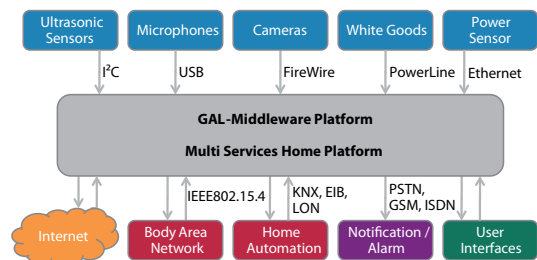 Ultrasonic
Sensors
Microphones
Cameras
White Goods
Power
Sensor
I²C
USB
FireWire
PowerLine
Ethernet
GAL-Middleware Platform
Multi Services Home Platform
IEEE802.15.4
KNX, EIB,
LON
PSTN,
GSM, ISDN
Internet
Body Area
Network
Home
Automation
Notification /
Alarm
User
Interfaces